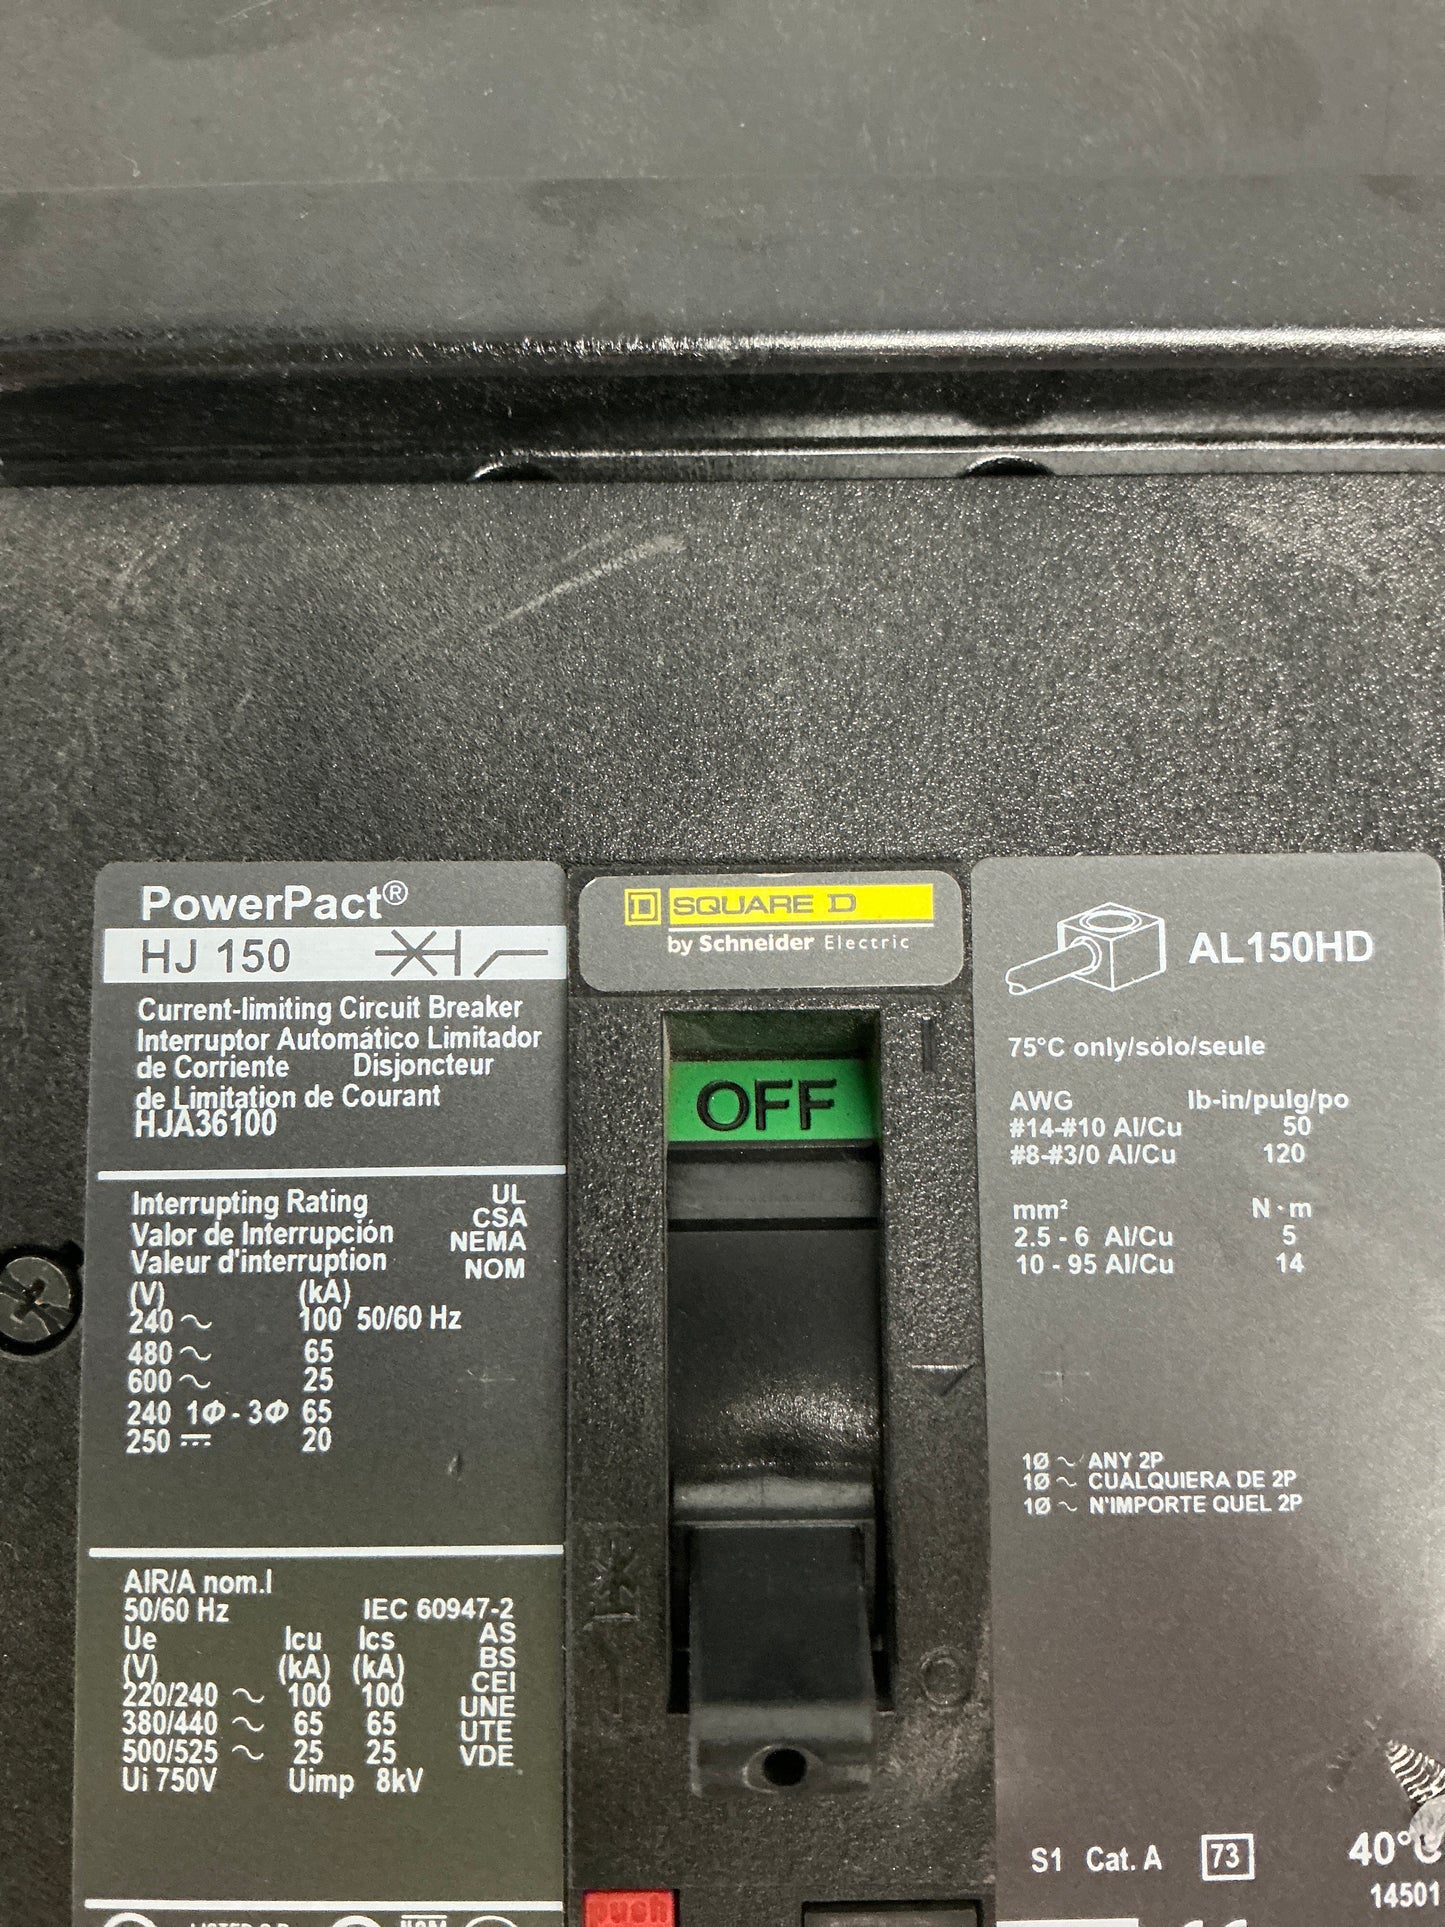 PowerPact®
HJ 150
Current-limiting Circuit Breaker
Interruptor Automático Limitador
de Corriente Disjoncteur
de Limitation de Courant
HJA36100
Interrupting Rating UL
Valor de Interrupción CSA
Valeur d'interruption NEMA
NOM
(V) (kA)
240 ~ 100 50/60 Hz
480 ~ 65
600 ~ 25
240 1Φ - 3Φ 65
250 ⎓ 20
AIR/A nom.I
50/60 Hz IEC 60947-2
Ue Icu Ics AS
(V) (kA) (kA) BS
CEI
220/240 ~ 100 100 UNE
380/440 ~ 65 65 UTE
500/525 ~ 25 25 VDE
Ui 750V Uimp 8kV
D SQUARE D
by Schneider Electric
I
OFF
O
push
AL150HD
75°C only/sólo/seule
AWG lb-in/pulg/po
#14-#10 Al/Cu 50
#8-#3/0 Al/Cu 120
mm² N·m
2.5 - 6 Al/Cu 5
10 - 95 Al/Cu 14
1Ø ~ ANY 2P
1Ø ~ CUALQUIERA DE 2P
1Ø ~ N'IMPORTE QUEL 2P
S1 Cat. A 73 40°C
14501